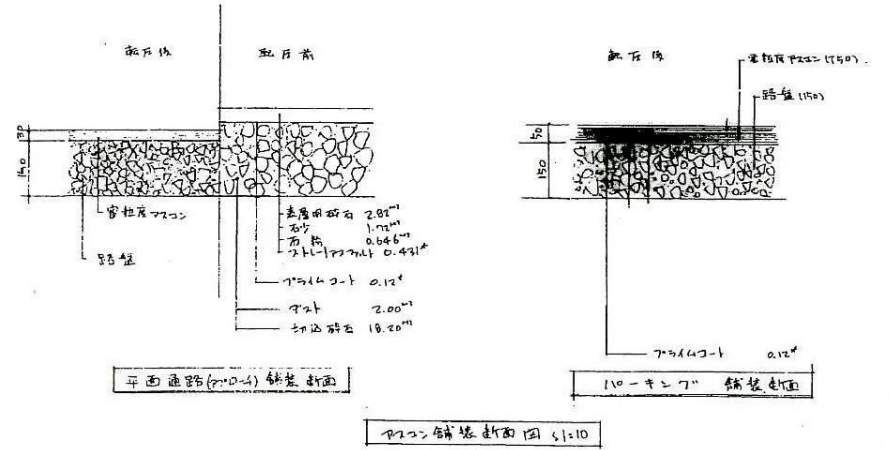 転圧後
転圧前
30
150
密粒度アスコン
路盤
表層用砕石 2.82m3
石砂 1.72m3
石粉 0.646m3
ストレートアスファルト 0.431t
プライムコート 0.12t
ダスト 2.00m3
切込砕石 18.20m3
平面通路(アプローチ)舗装断面
転圧後
密粒度アスコン(T50)
路盤(150)
50
150
プライムコート 0.12t
パーキング 舗装断面
アスコン舗装断面図 S1=10